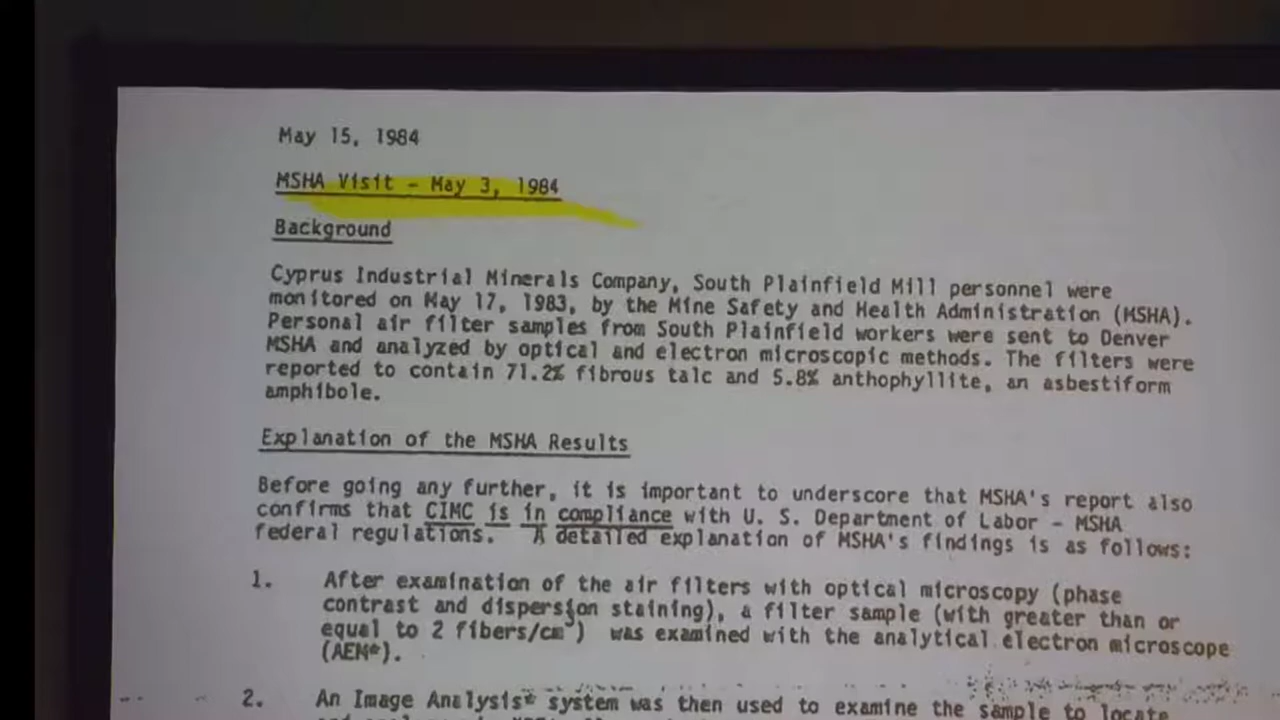 May 15, 1984
MSHA Visit - May 3, 1984
Background
Cyprus Industrial Minerals Company, South Plainfield Mill personnel were
monitored on May 17, 1983, by the Mine Safety and Health Administration (MSHA).
Personal air filter samples from South Plainfield workers were sent to Denver
MSHA and analyzed by optical and electron microscopic methods. The filters were
reported to contain 71.2% fibrous talc and 5.8% anthophyllite, an asbestiform
amphibole.
Explanation of the MSHA Results
Before going any further, it is important to underscore that MSHA's report also
confirms that CIMC is in compliance with U. S. Department of Labor - MSHA
federal regulations. A detailed explanation of MSHA's findings is as follows:
1. After examination of the air filters with optical microscopy (phase
contrast and dispersion staining), a filter sample (with greater than or
equal to 2 fibers/cm³) was examined with the analytical electron microscope
(AEM*).
2. An Image Analysis* system was then used to examine the sample to locate